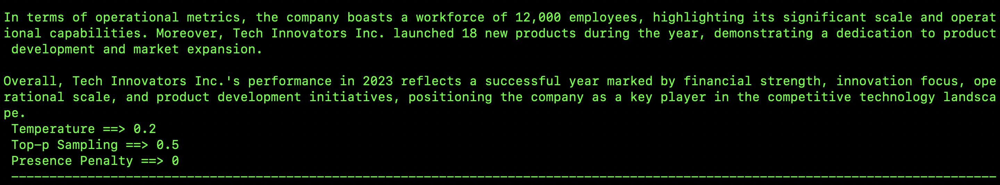 In terms of operational metrics, the company boasts a workforce of 12,000 employees, highlighting its significant scale and operat
ional capabilities. Moreover, Tech Innovators Inc. launched 18 new products during the year, demonstrating a dedication to product
 development and market expansion.

Overall, Tech Innovators Inc.'s performance in 2023 reflects a successful year marked by financial strength, innovation focus, ope
rational scale, and product development initiatives, positioning the company as a key player in the competitive technology landsca
pe.
 Temperature ==> 0.2
 Top-p Sampling ==> 0.5
 Presence Penalty ==> 0
 ---------------------------------------------------------------------------------------------------------------------------------